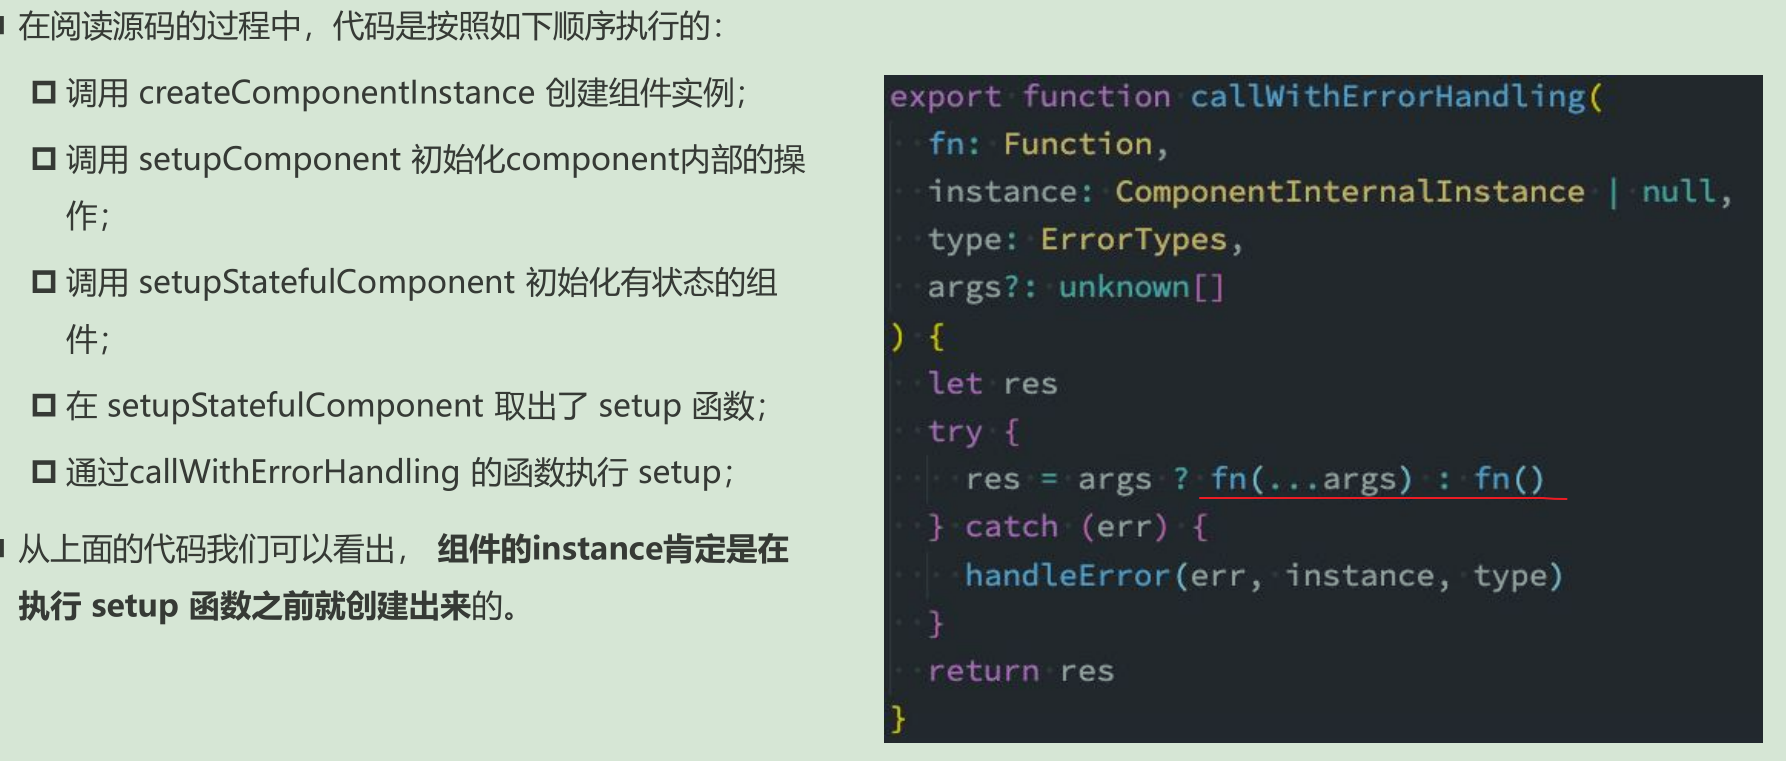 在阅读源码的过程中，代码是按照如下顺序执行的：
调用 createComponentInstance 创建组件实例；
调用 setupComponent 初始化component内部的操
作；
调用 setupStatefulComponent 初始化有状态的组
件；
在 setupStatefulComponent 取出了 setup 函数；
通过callWithErrorHandling 的函数执行 setup；
从上面的代码我们可以看出， 组件的instance肯定是在
执行 setup 函数之前就创建出来的。
export function callWithErrorHandling(
  fn: Function,
  instance: ComponentInternalInstance | null,
  type: ErrorTypes,
  args?: unknown[]
) {
  let res
  try {
    res = args ? fn(...args) : fn()
  } catch (err) {
    handleError(err, instance, type)
  }
  return res
}